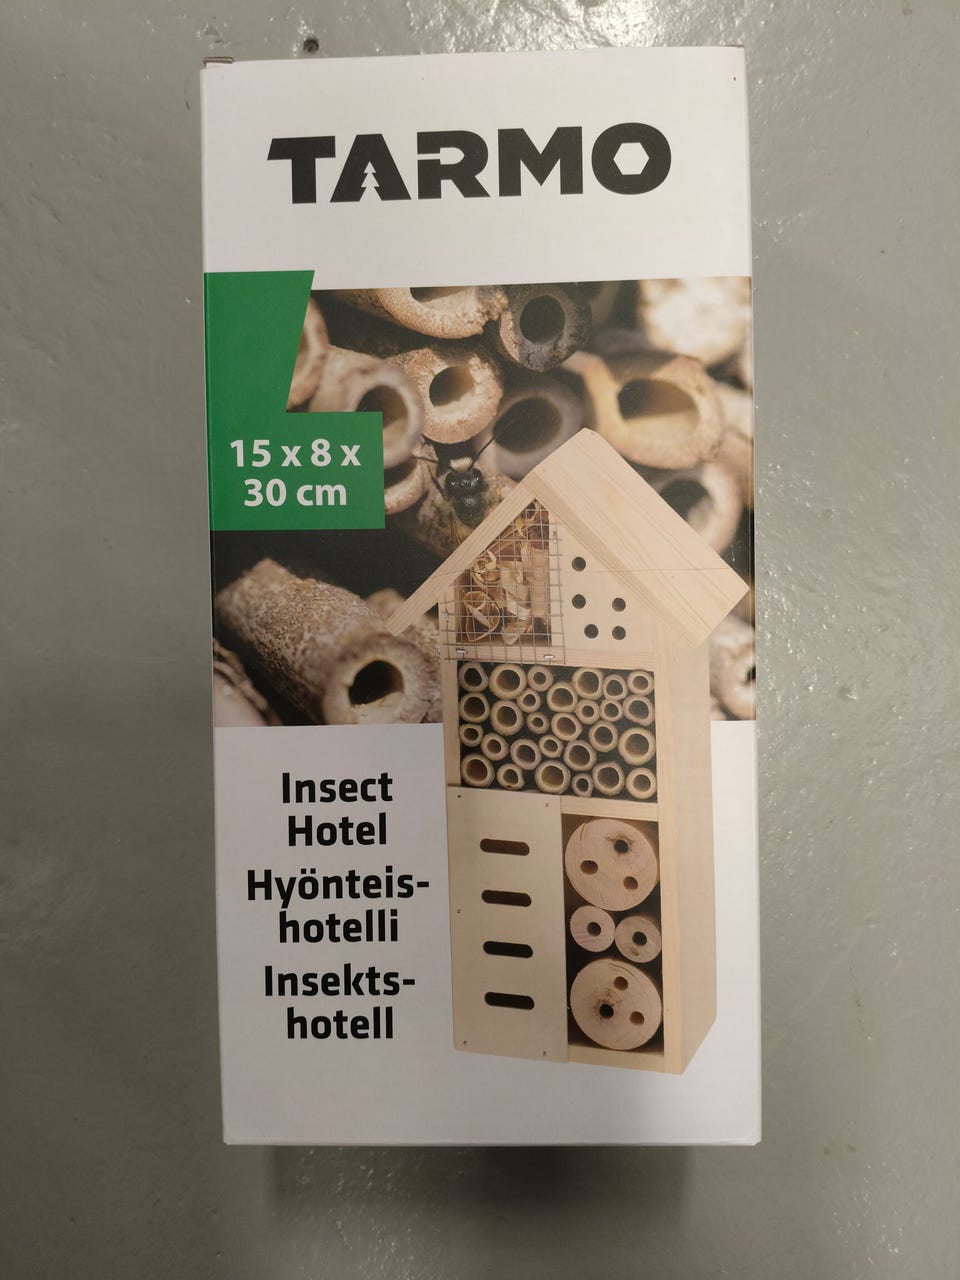 TARMO
15 x 8 x
30 cm
Insect
Hotel
Hyönteis-
hotelli
Insekts-
hotell